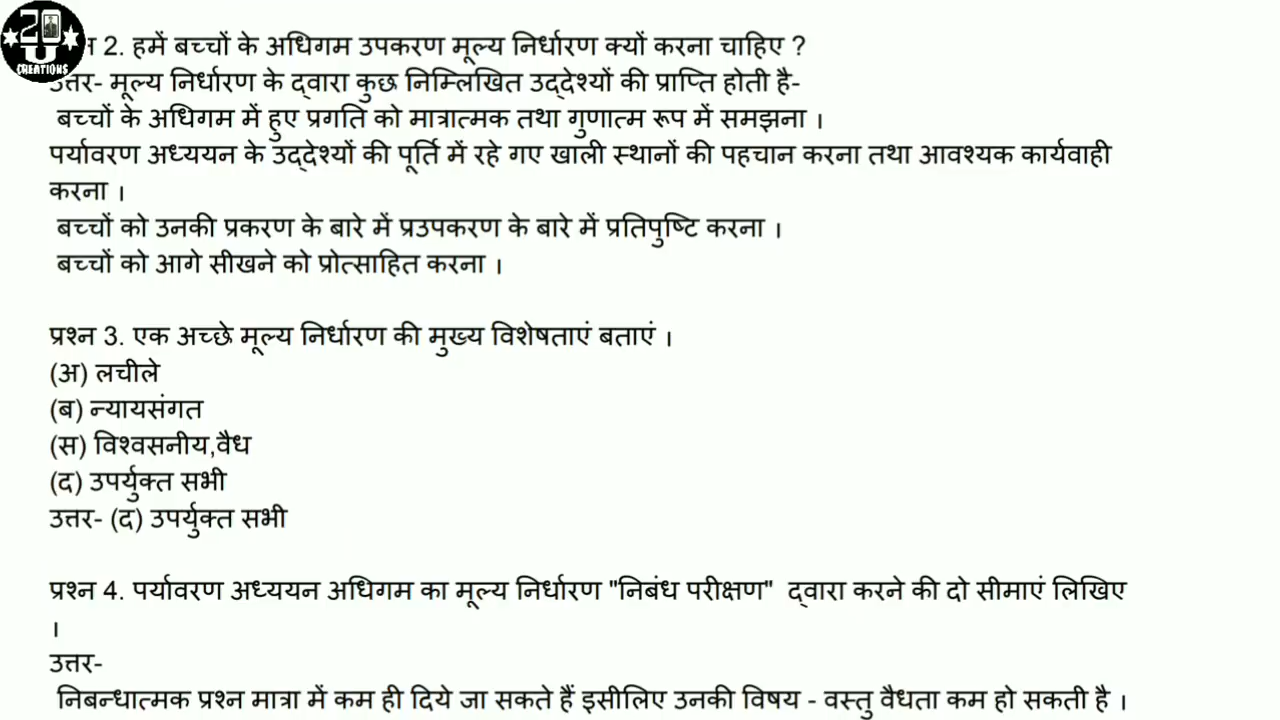 20
U
CREATIONS
न 2. हमें बच्चों के अधिगम उपकरण मूल्य निर्धारण क्यों करना चाहिए ?
उत्तर- मूल्य निर्धारण के द्वारा कुछ निम्लिखित उद्देश्यों की प्राप्ति होती है-
बच्चों के अधिगम में हुए प्रगति को मात्रात्मक तथा गुणात्म रूप में समझना ।
पर्यावरण अध्ययन के उद्देश्यों की पूर्ति में रहे गए खाली स्थानों की पहचान करना तथा आवश्यक कार्यवाही
करना ।
बच्चों को उनकी प्रकरण के बारे में प्रउपकरण के बारे में प्रतिपुष्टि करना ।
बच्चों को आगे सीखने को प्रोत्साहित करना ।
प्रश्न 3. एक अच्छे मूल्य निर्धारण की मुख्य विशेषताएं बताएं ।
(अ) लचीले
(ब) न्यायसंगत
(स) विश्वसनीय,वैध
(द) उपर्युक्त सभी
उत्तर- (द) उपर्युक्त सभी
प्रश्न 4. पर्यावरण अध्ययन अधिगम का मूल्य निर्धारण "निबंध परीक्षण"  द्वारा करने की दो सीमाएं लिखिए
।
उत्तर-
निबन्धात्मक प्रश्न मात्रा में कम ही दिये जा सकते हैं इसीलिए उनकी विषय - वस्तु वैधता कम हो सकती है ।